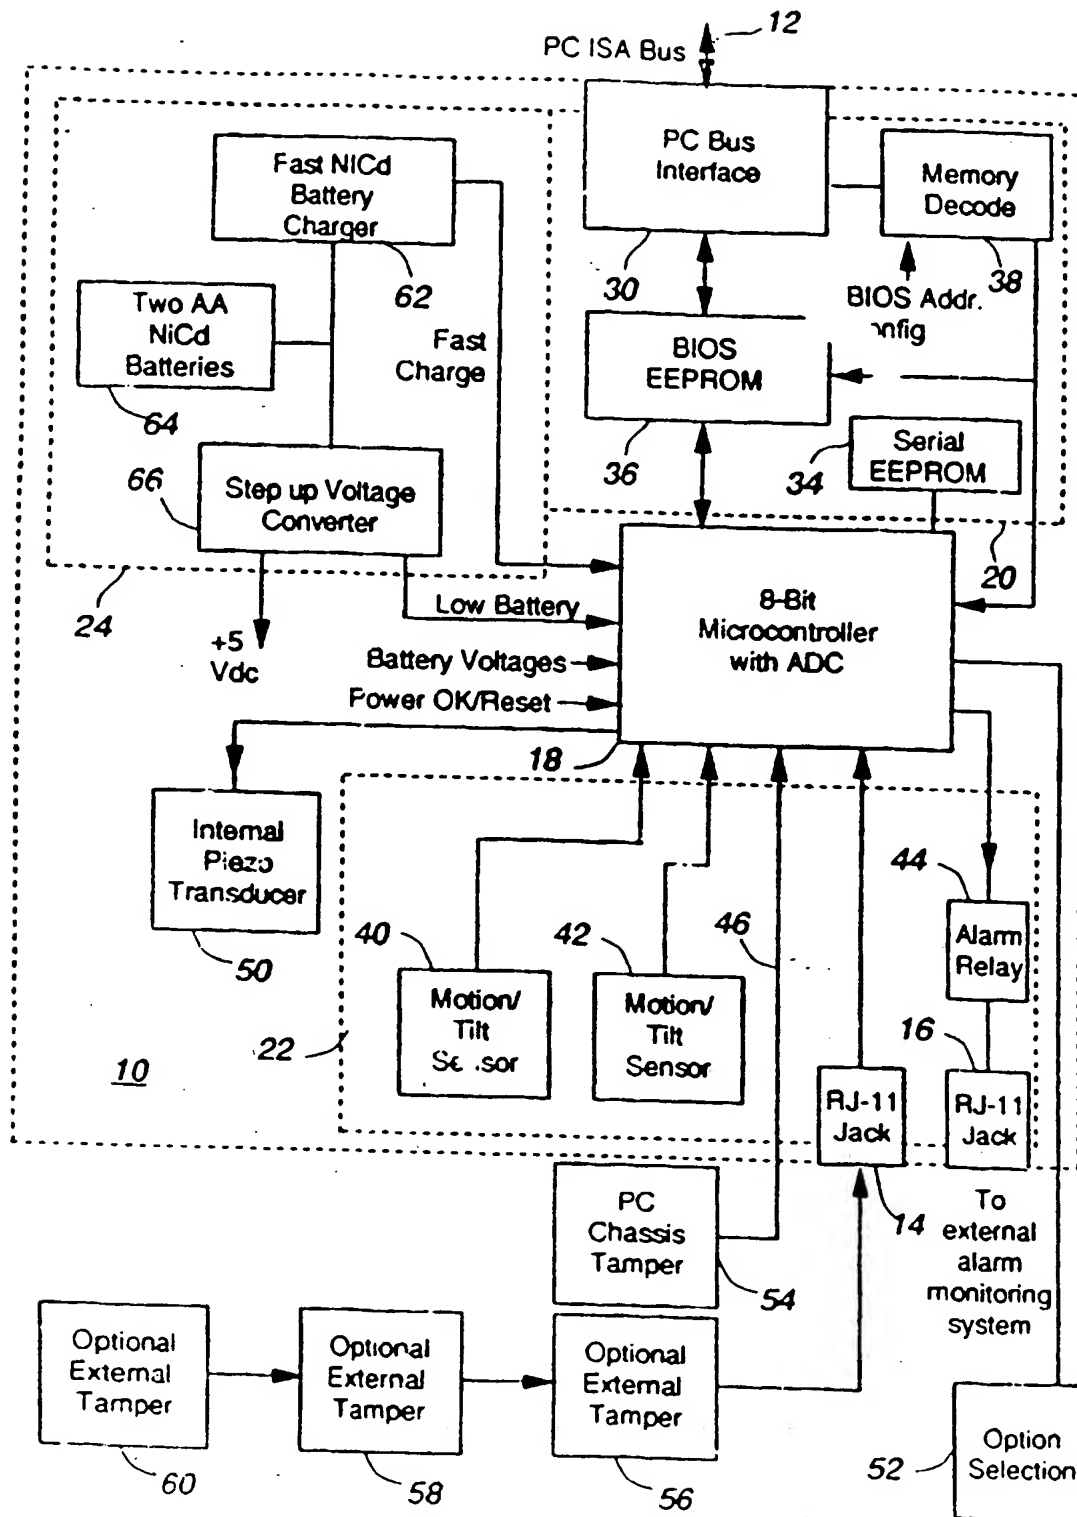 12
PC ISA Bus
Fast NiCd
Battery
Charger
62
PC Bus
Interface
30
Memory
Decode
38
Two AA
NiCd
Batteries
64
Fast
Charge
BIOS Addr.
BIOS
EEPROM
36
Serial
EEPROM
34
66
Step up Voltage
Converter
20
24
+5
Vdc
Low Battery
Battery Voltages
Power OK/Reset
8-Bit
Microcontroller
with ADC
18
Internal
Piezo
Transducer
50
40
42
46
44
Alarm
Relay
Motion/
Tilt
Motion/
Tilt
Sensor
22
16
10
RJ-11
Jack
RJ-11
Jack
14
PC
Chassis
Tamper
54
To
external
alarm
monitoring
system
Optional
External
Tamper
60
Optional
External
Tamper
58
Optional
External
Tamper
56
52
Option
Selection